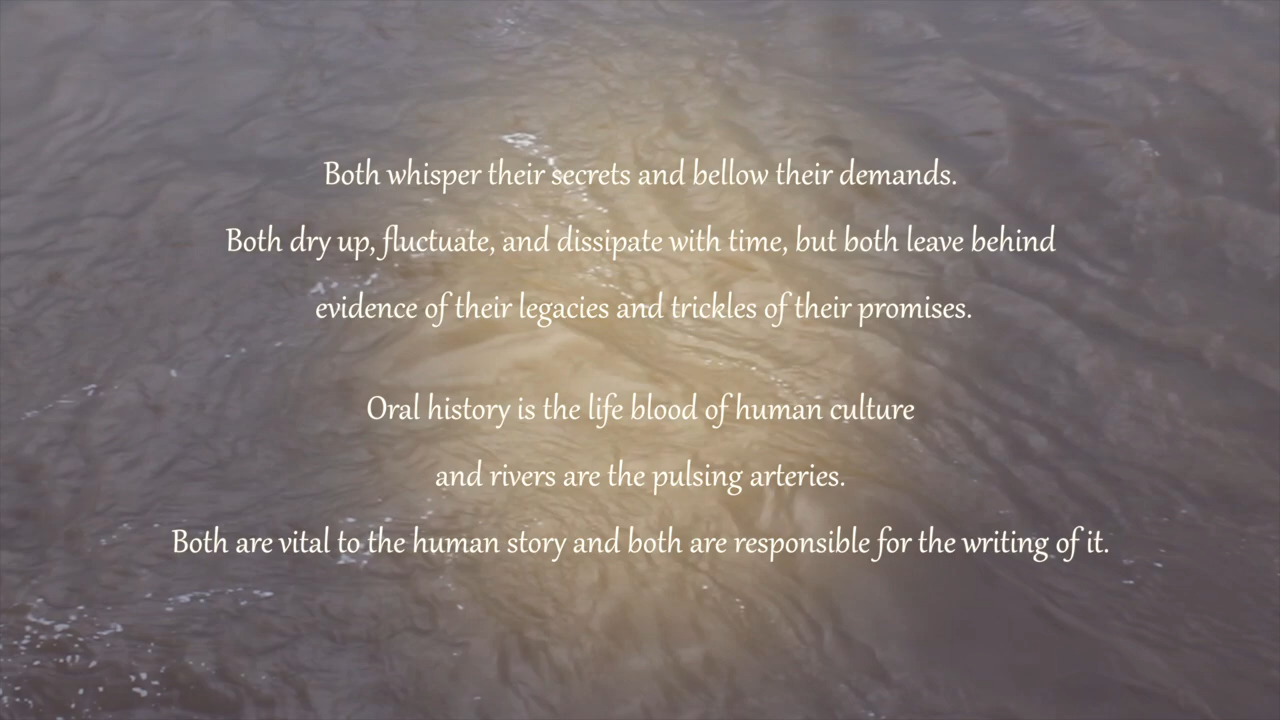 Both whisper their secrets and bellow their demands.
Both dry up, fluctuate, and dissipate with time, but both leave behind
evidence of their legacies and trickles of their promises.
Oral history is the life blood of human culture
and rivers are the pulsing arteries.
Both are vital to the human story and both are responsible for the writing of it.